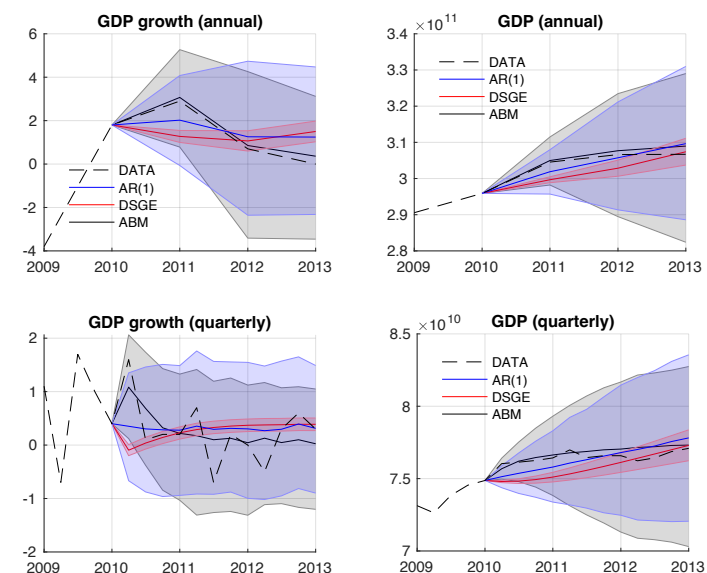 GDP growth (annual)
6
4
2
0
-2
-4
2009 2010 2011 2012 2013
DATA
AR(1)
DSGE
ABM
GDP (annual)
×10^11
3.4
3.3
3.2
3.1
3
2.9
2.8
2009 2010 2011 2012 2013
DATA
AR(1)
DSGE
ABM
GDP growth (quarterly)
2
1
0
-1
-2
2009 2010 2011 2012 2013
DATA
AR(1)
DSGE
ABM
GDP (quarterly)
×10^10
8.5
8
7.5
7
2009 2010 2011 2012 2013